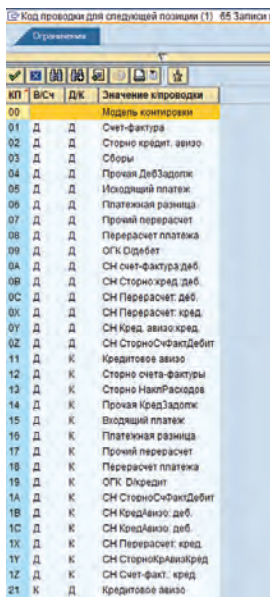 Код проводки для следующей позиции (1) 65 Записи
Ограничения
КП В/Сч Д/К Значение к/проводки
00 Модель контировки
01 Д Д Счет-фактура
02 Д Д Сторно кредит. авизо
03 Д Д Сборы
04 Д Д Прочая ДебЗадолж
05 Д Д Исходящий платеж
06 Д Д Платежная разница
07 Д Д Прочий перерасчет
08 Д Д Перерасчет платежа
09 Д Д ОГК D/дебет
0A Д Д СН счет-фактура:деб.
0B Д Д СН Сторно:кред. деб.
0C Д Д СН Перерасчет: деб.
0X Д Д СН Перерасчет: кред.
0Y Д Д СН Кред. авизо:кред.
0Z Д Д СН СторноСчФактДебит
11 Д К Кредитовое авизо
12 Д К Сторно счета-фактуры
13 Д К Сторно НаклРасходов
14 Д К Прочая КредЗадолж
15 Д К Входящий платеж
16 Д К Платежная разница
17 Д К Прочий перерасчет
18 Д К Перерасчет платежа
19 Д К ОГК D/кредит
1A Д К СН СторноСчФактДебит
1B Д К СН КредАвизо: деб.
1C Д К СН КредАвизо: деб.
1X Д К СН Перерасчет: кред.
1Y Д К СН СторноКрАвизКред
1Z Д К СН Счет-факт.: кред
21 К Д Кредитовое авизо